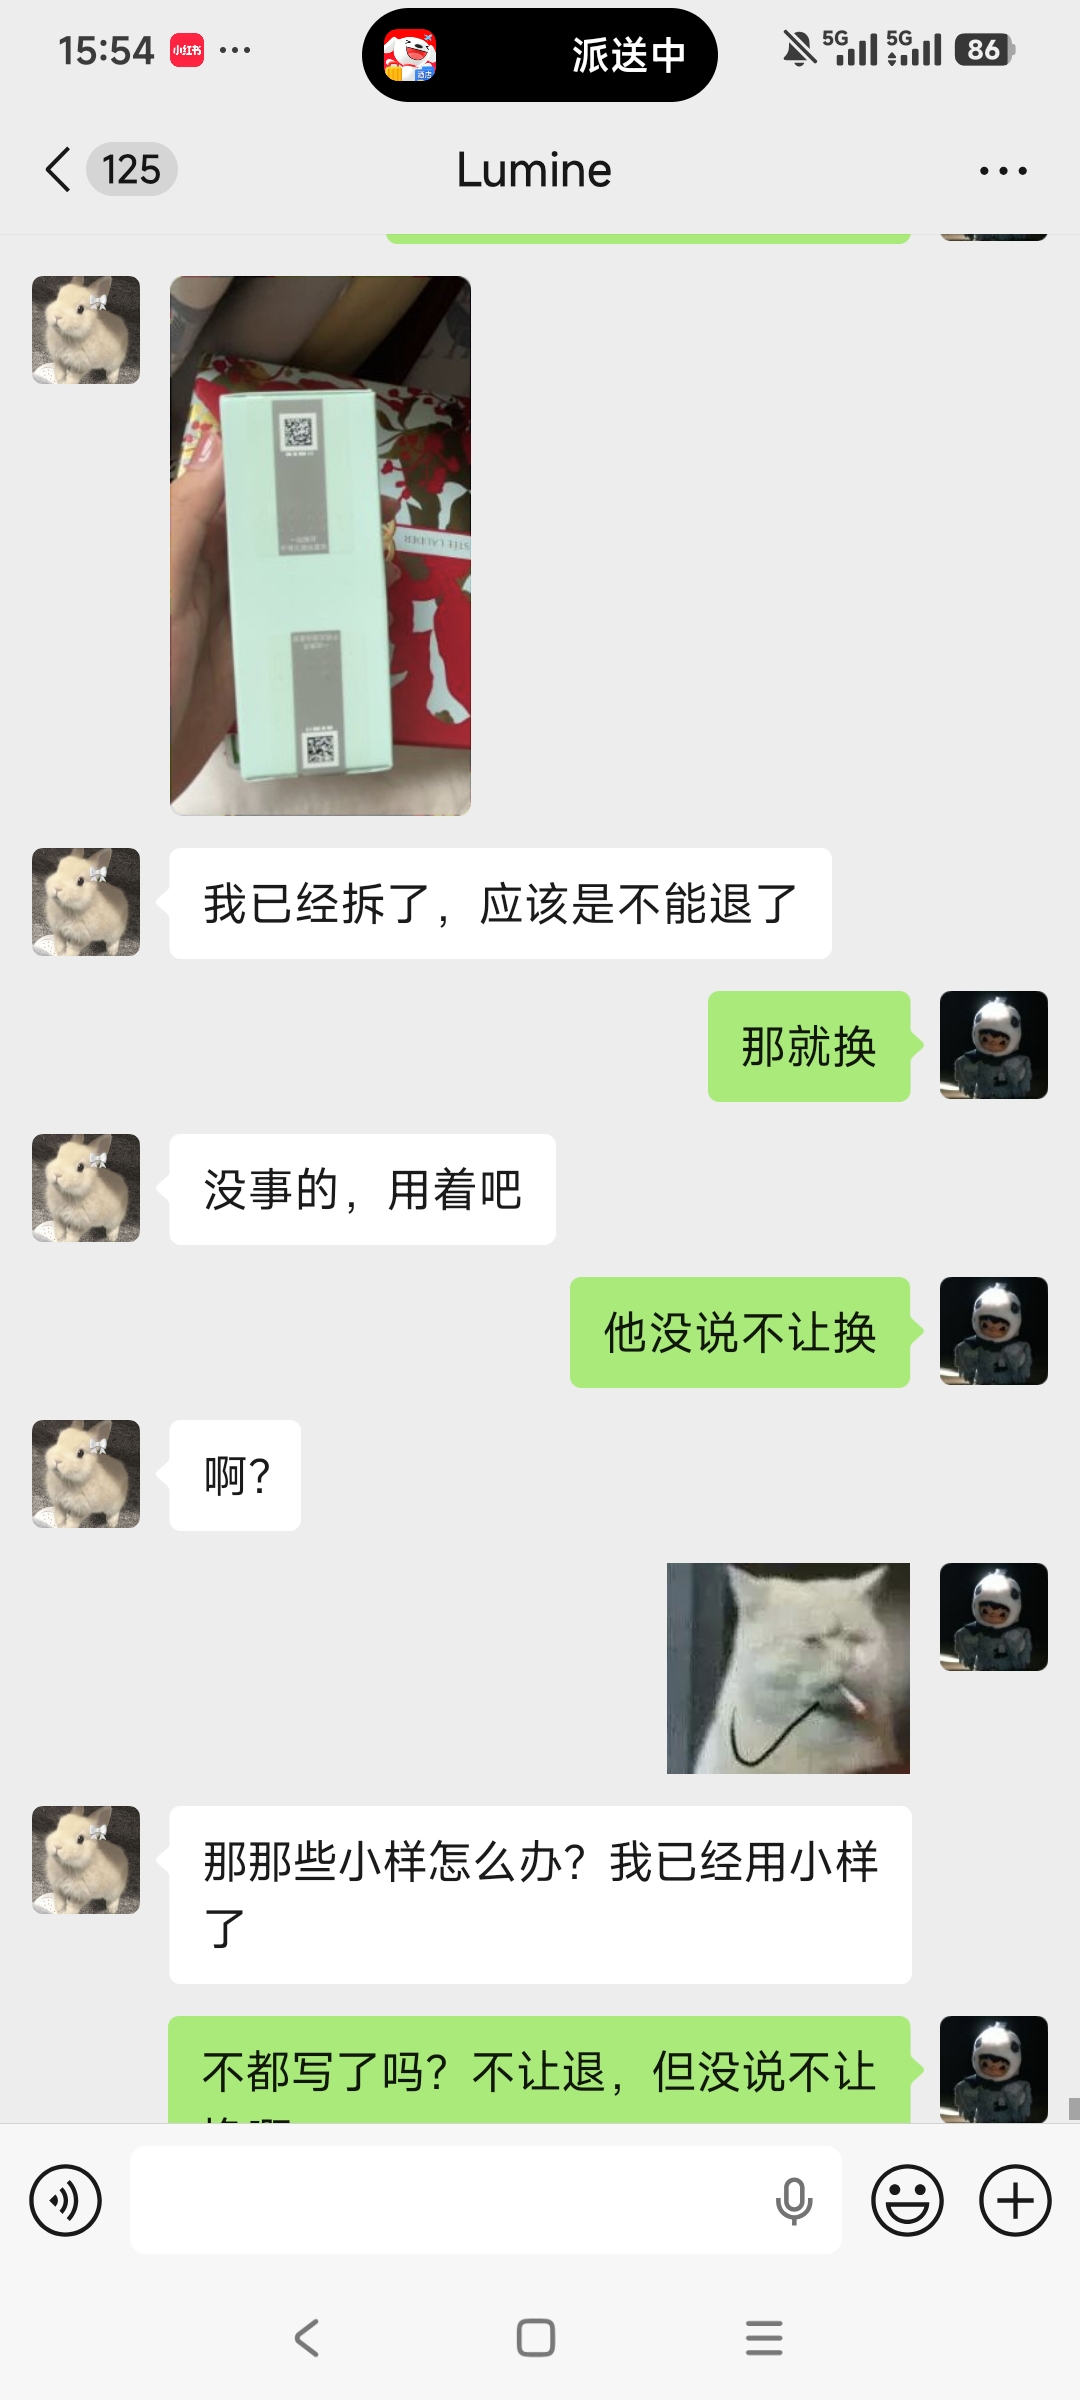 15:54
小红书
派送中
5G
5G
86
125
Lumine
我已经拆了，应该是不能退了
那就换
没事的，用着吧
他没说不让换
啊？
那那些小样怎么办？我已经用小样
了
不都写了吗？不让退，但没说不让